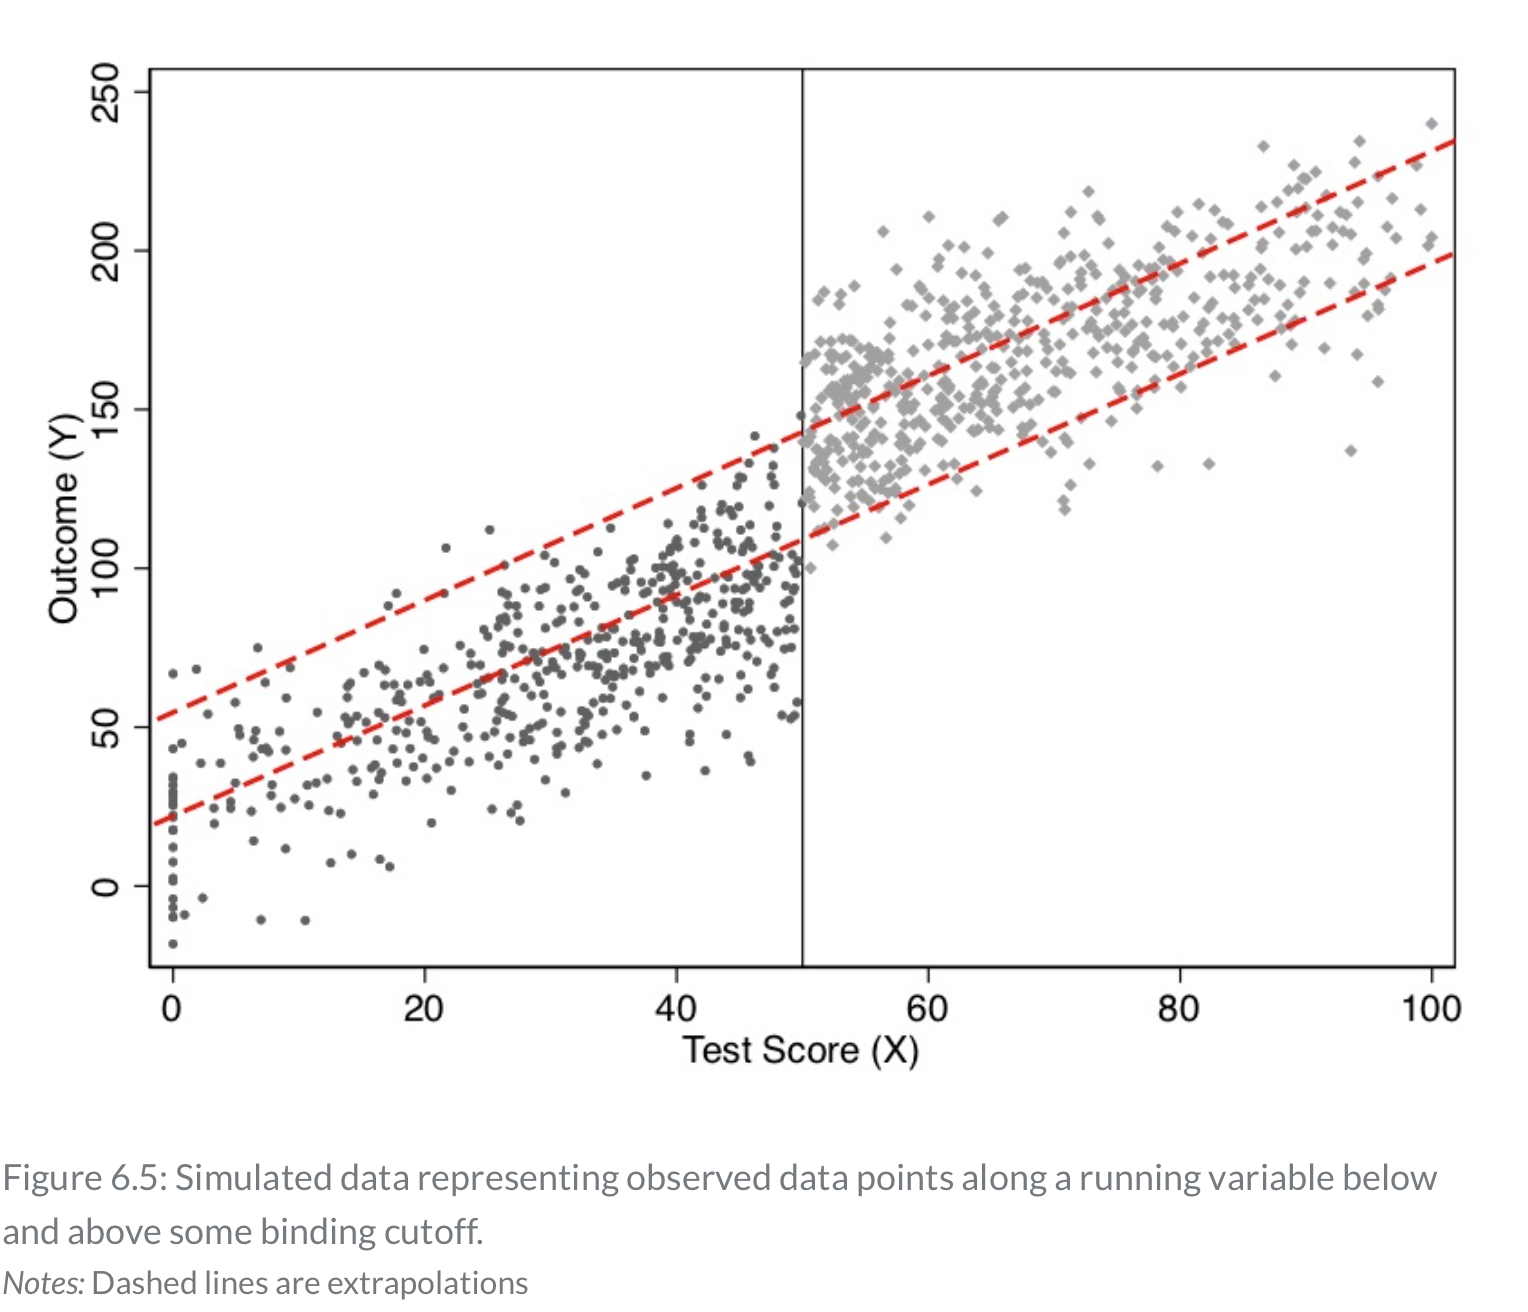 250
200
150
100
50
0
Outcome (Y)
0 20 40 60 80 100
Test Score (X)
Figure 6.5: Simulated data representing observed data points along a running variable below
and above some binding cutoff.
Notes: Dashed lines are extrapolations